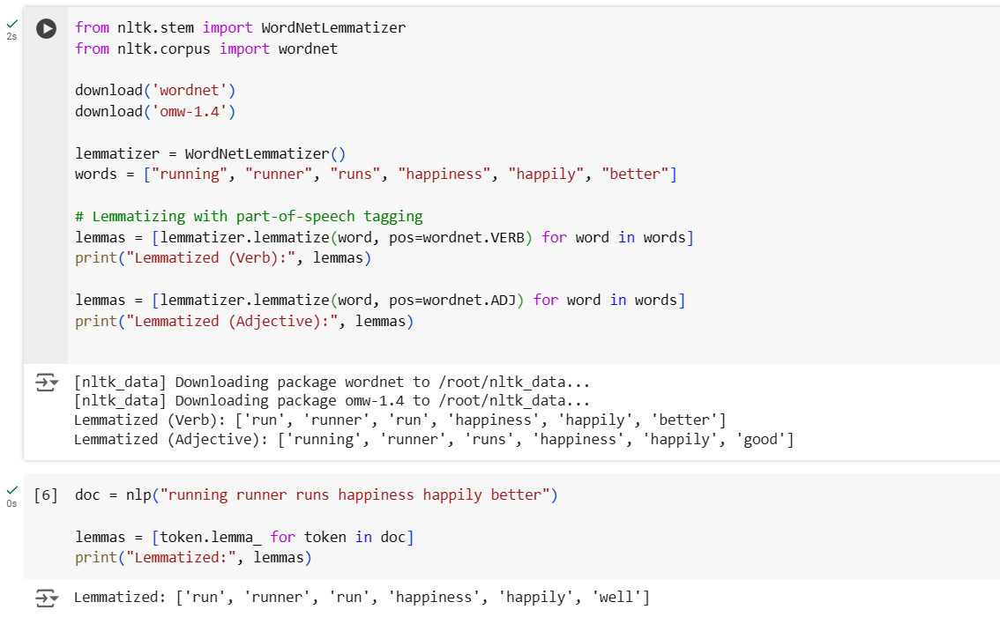 2s
from nltk.stem import WordNetLemmatizer
from nltk.corpus import wordnet
download('wordnet')
download('omw-1.4')
lemmatizer = WordNetLemmatizer()
words = ["running", "runner", "runs", "happiness", "happily", "better"]
# Lemmatizing with part-of-speech tagging
lemmas = [lemmatizer.lemmatize(word, pos=wordnet.VERB) for word in words]
print("Lemmatized (Verb):", lemmas)
lemmas = [lemmatizer.lemmatize(word, pos=wordnet.ADJ) for word in words]
print("Lemmatized (Adjective):", lemmas)
[nltk_data] Downloading package wordnet to /root/nltk_data...
[nltk_data] Downloading package omw-1.4 to /root/nltk_data...
Lemmatized (Verb): ['run', 'runner', 'run', 'happiness', 'happily', 'better']
Lemmatized (Adjective): ['running', 'runner', 'runs', 'happiness', 'happily', 'good']
0s
[6] doc = nlp("running runner runs happiness happily better")
lemmas = [token.lemma_ for token in doc]
print("Lemmatized:", lemmas)
Lemmatized: ['run', 'runner', 'run', 'happiness', 'happily', 'well']